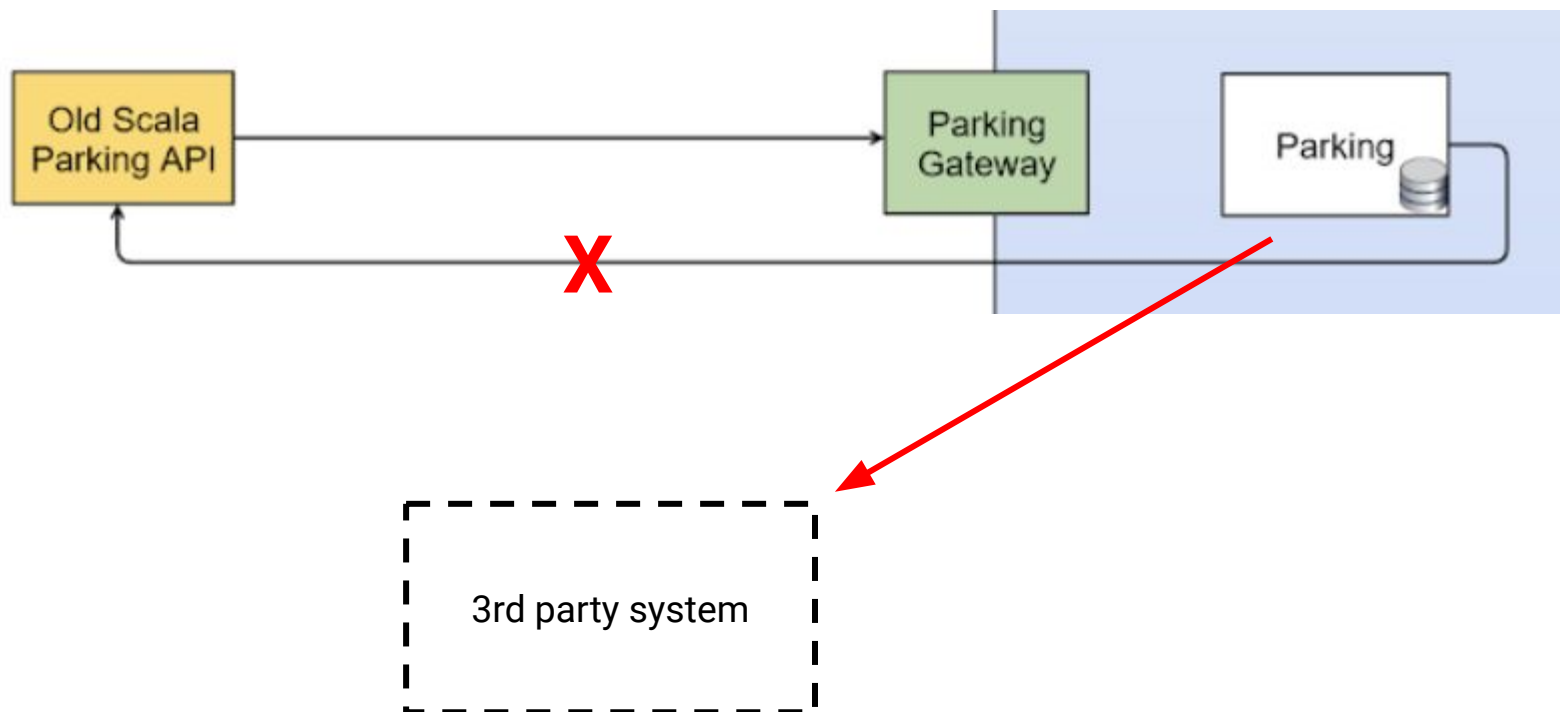 Old Scala
Parking API
Parking
Gateway
Parking
X
3rd party system